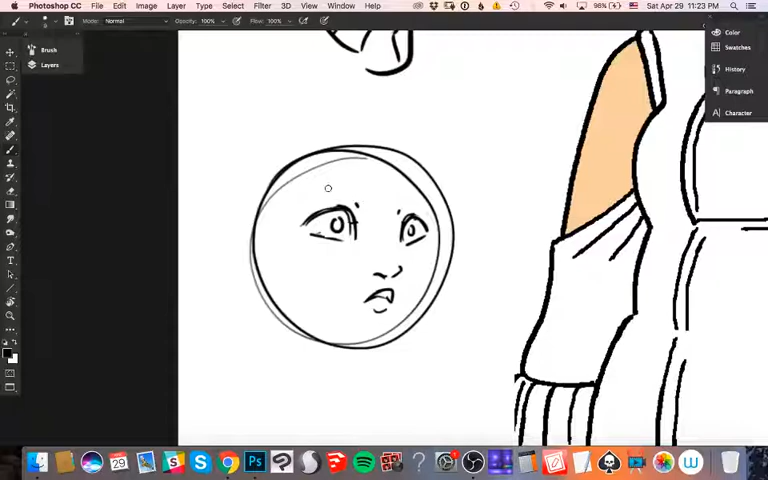 Photoshop CC File Edit Image Layer Type Select Filter 3D View Window Help 96% Sat Apr 29 11:23 PM
Mode: Normal Opacity: 100% Flow: 100%
Brush
Layers
Color
Swatches
History
Paragraph
Character